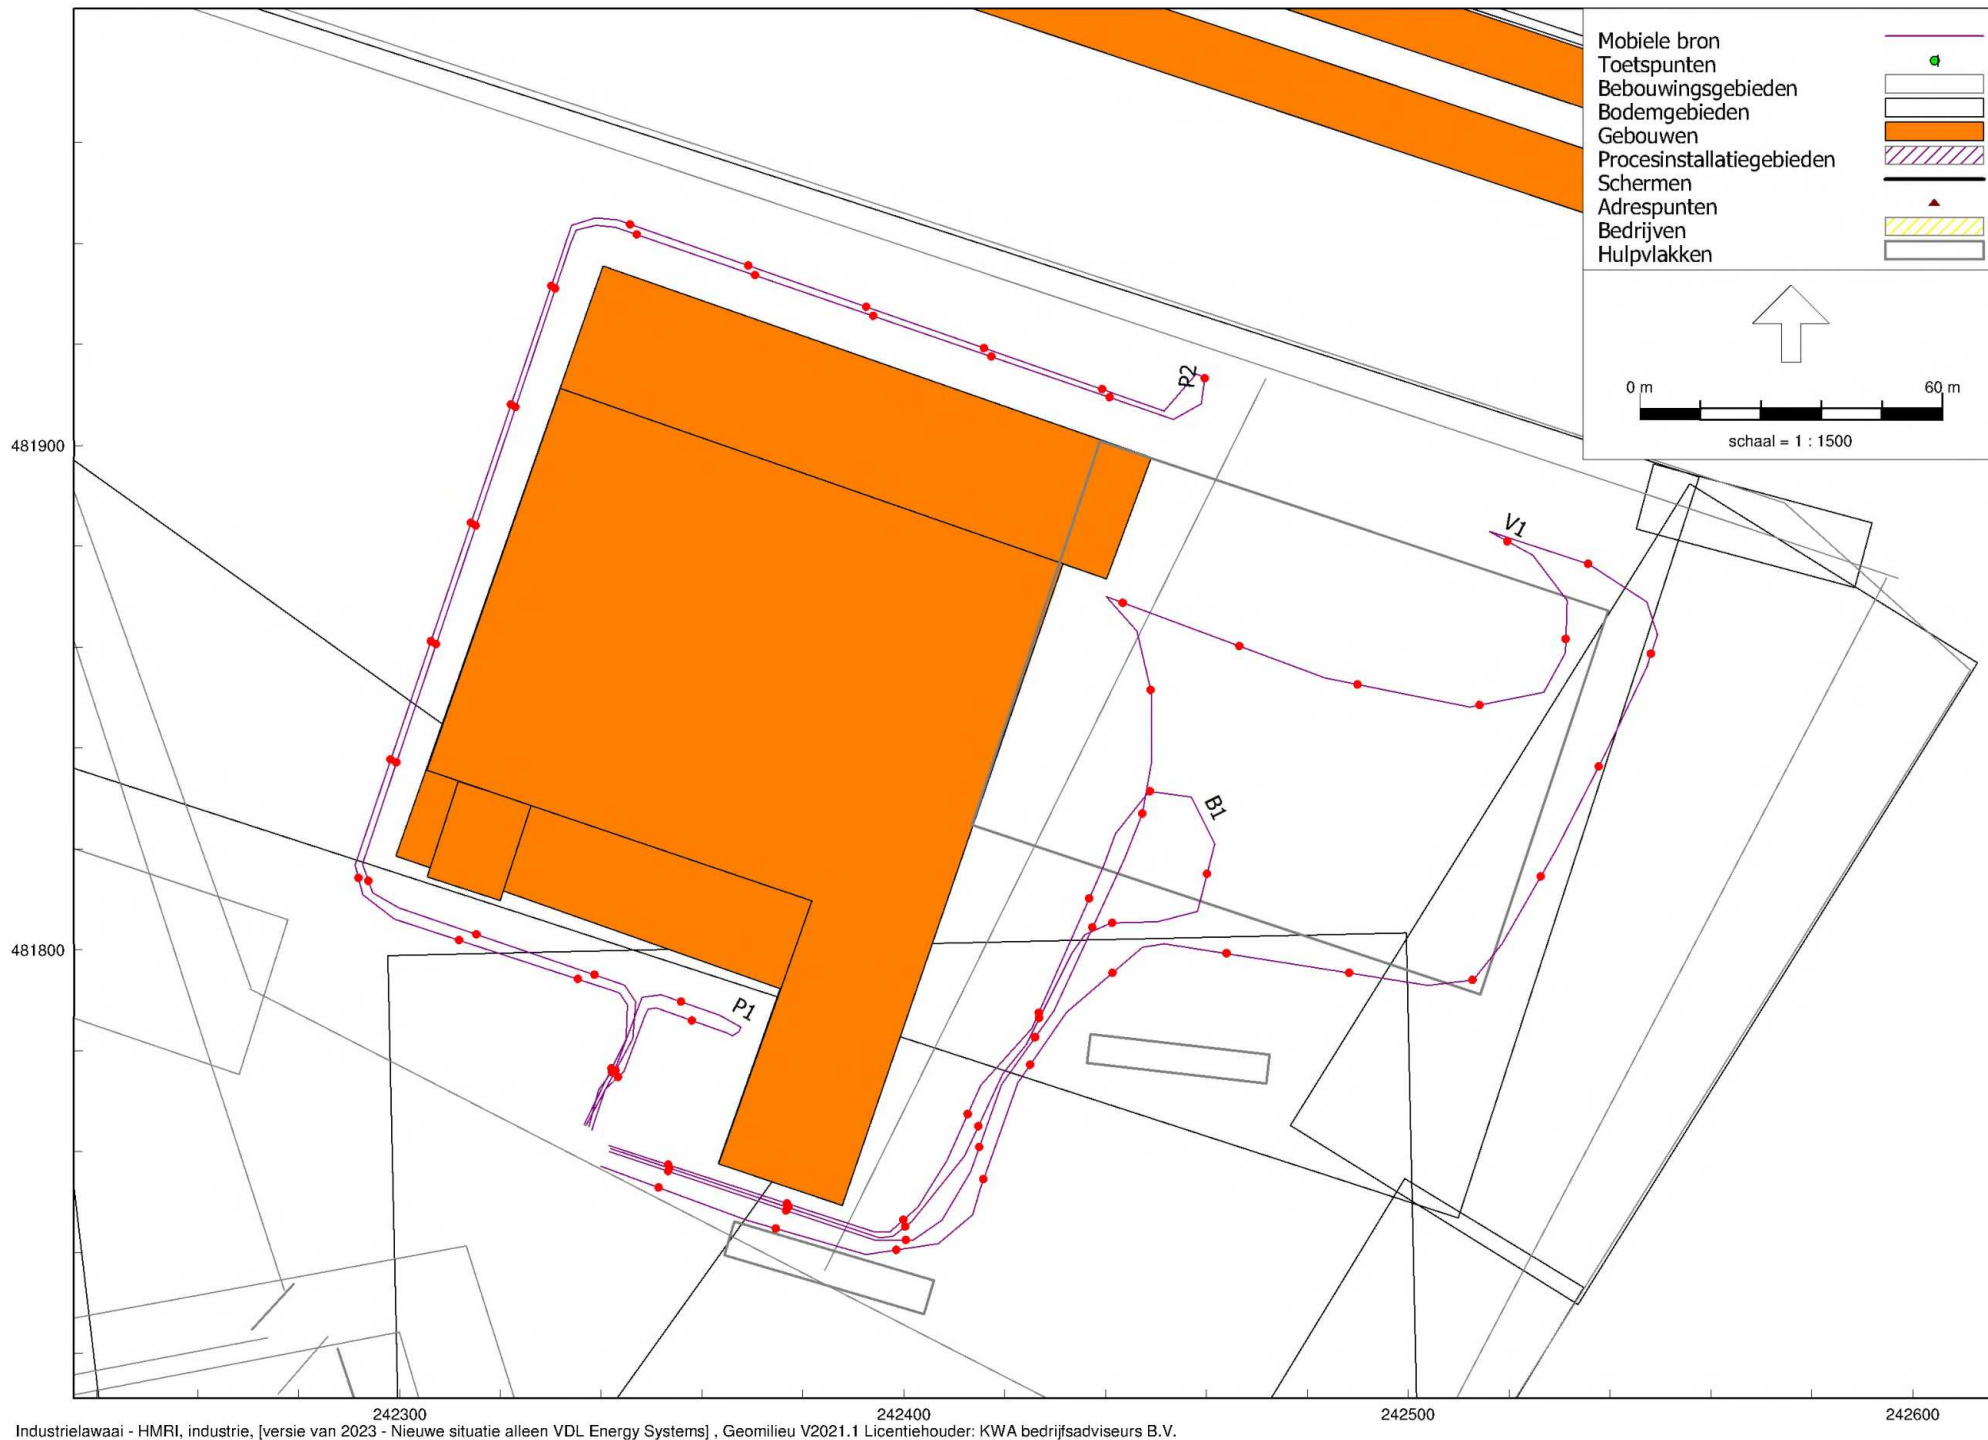 Mobiele bron
Toetspunten
Bebouwingsgebieden
Bodemgebieden
Gebouwen
Procesinstallatiegebieden
Schermen
Adrespunten
Bedrijven
Hulpvlakken
0 m 60 m
schaal = 1 : 1500
P2
481900
V1
B1
481800
P1
242300 242400 242500 242600
Industrielawaai - HMRI, industrie, [versie van 2023 - Nieuwe situatie alleen VDL Energy Systems] , Geomilieu V2021.1 Licentiehouder: KWA bedrijfsadviseurs B.V.